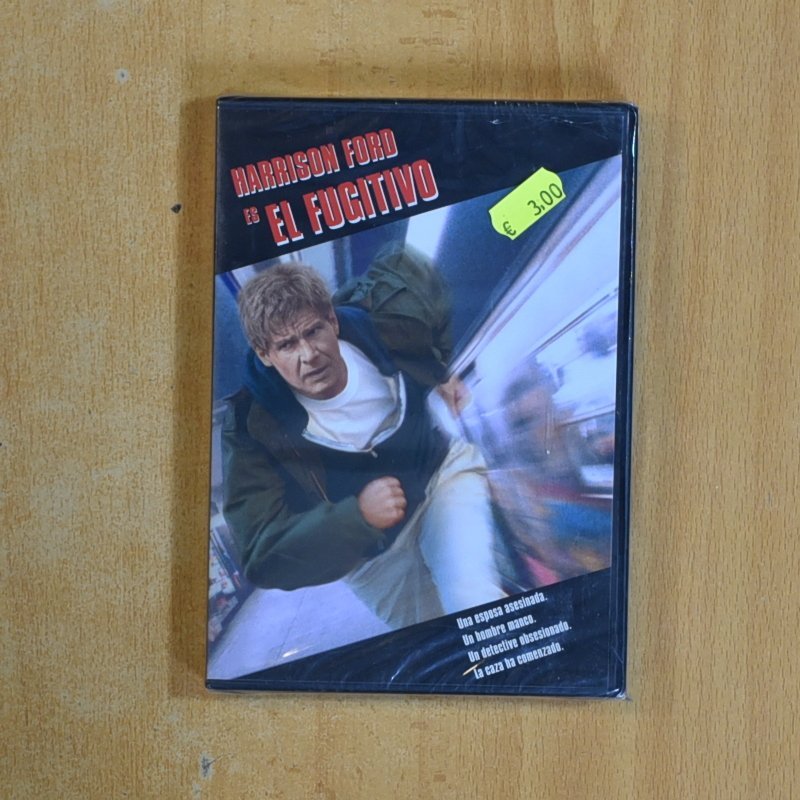 HARRISON FORD
ES EL FUGITIVO
€ 3,00
Una esposa asesinada.
Un hombre manco.
Un detective obsesionado.
La caza ha comenzado.